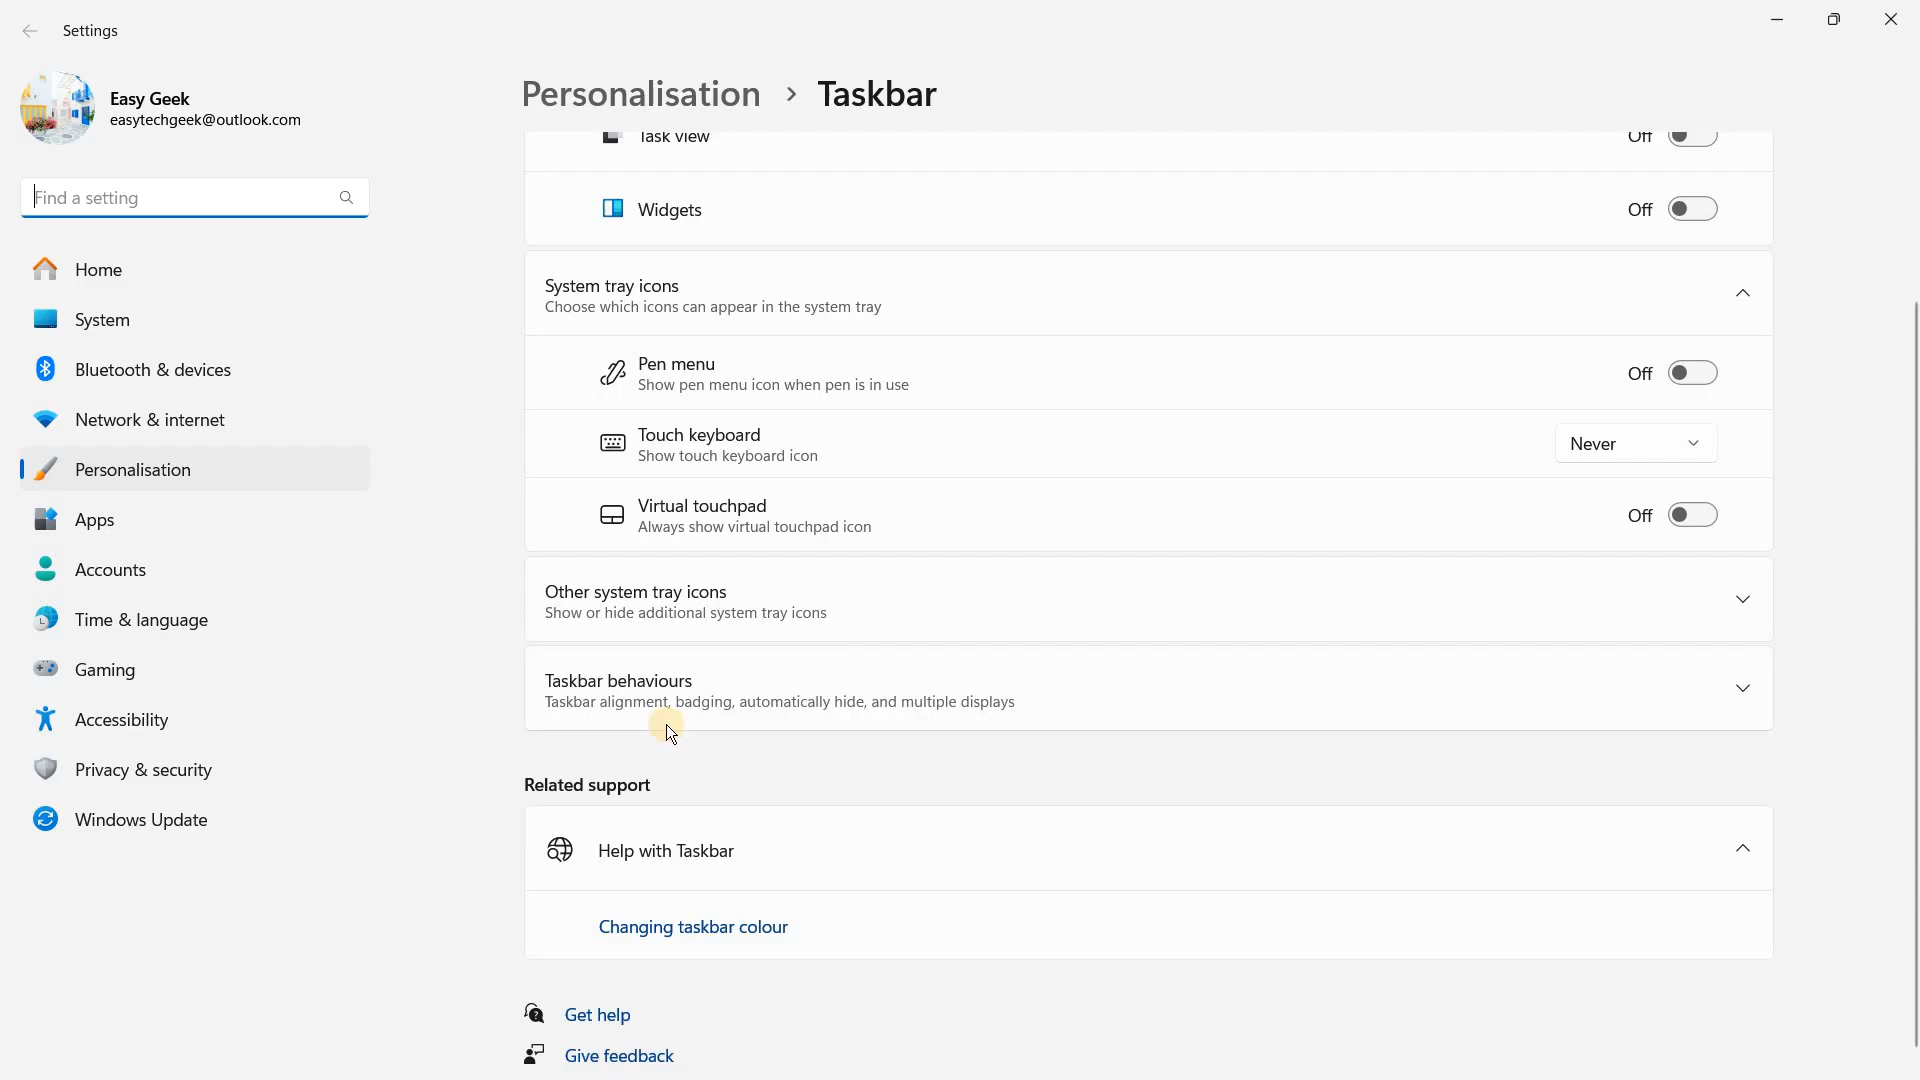 Settings
Easy Geek
easytechgeek@outlook.com
Find a setting
Home
System
Bluetooth & devices
Network & internet
Personalisation
Apps
Accounts
Time & language
Gaming
Accessibility
Privacy & security
Windows Update
Personalisation > Taskbar
Task view Off
Widgets Off
System tray icons
Choose which icons can appear in the system tray
Pen menu
Show pen menu icon when pen is in use
Off
Touch keyboard
Show touch keyboard icon
Never
Virtual touchpad
Always show virtual touchpad icon
Off
Other system tray icons
Show or hide additional system tray icons
Taskbar behaviours
Taskbar alignment, badging, automatically hide, and multiple displays
Related support
Help with Taskbar
Changing taskbar colour
Get help
Give feedback